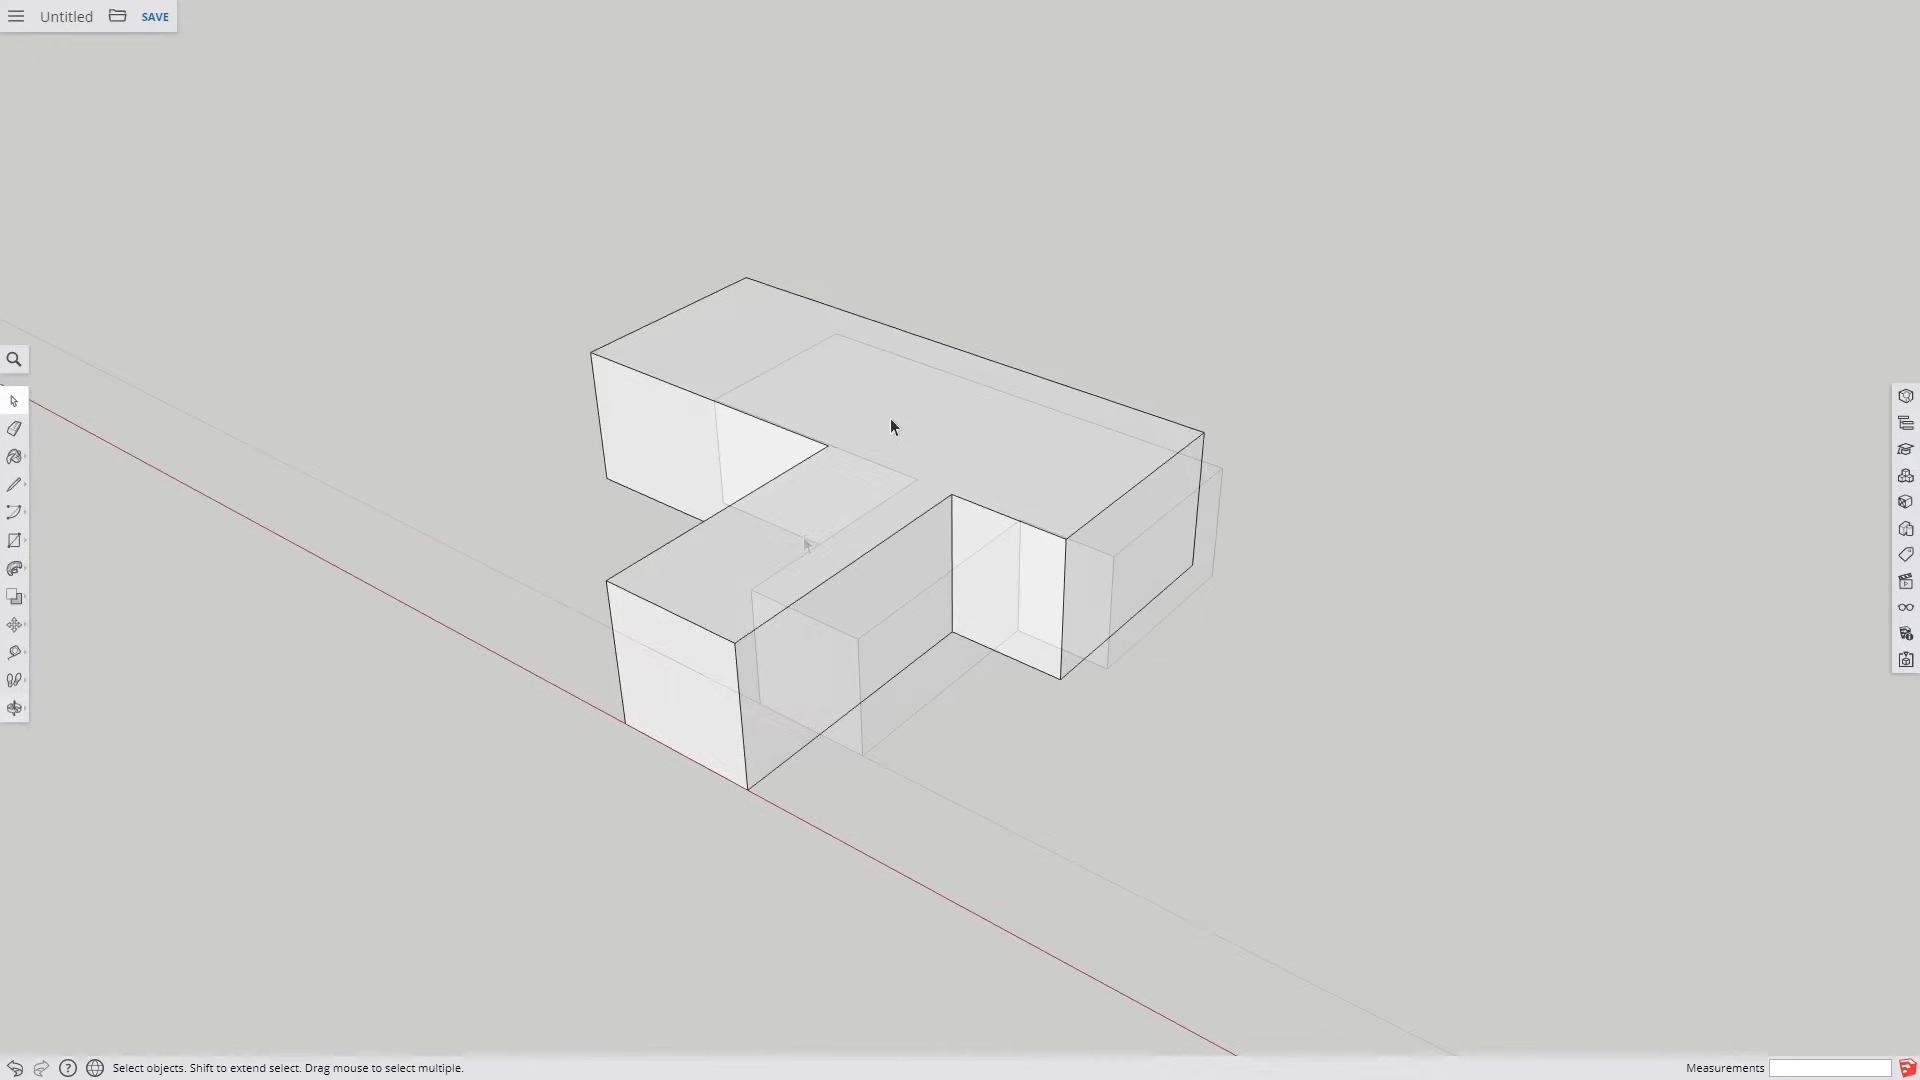 Untitled
SAVE
?
Select objects. Shift to extend select. Drag mouse to select multiple.
Measurements